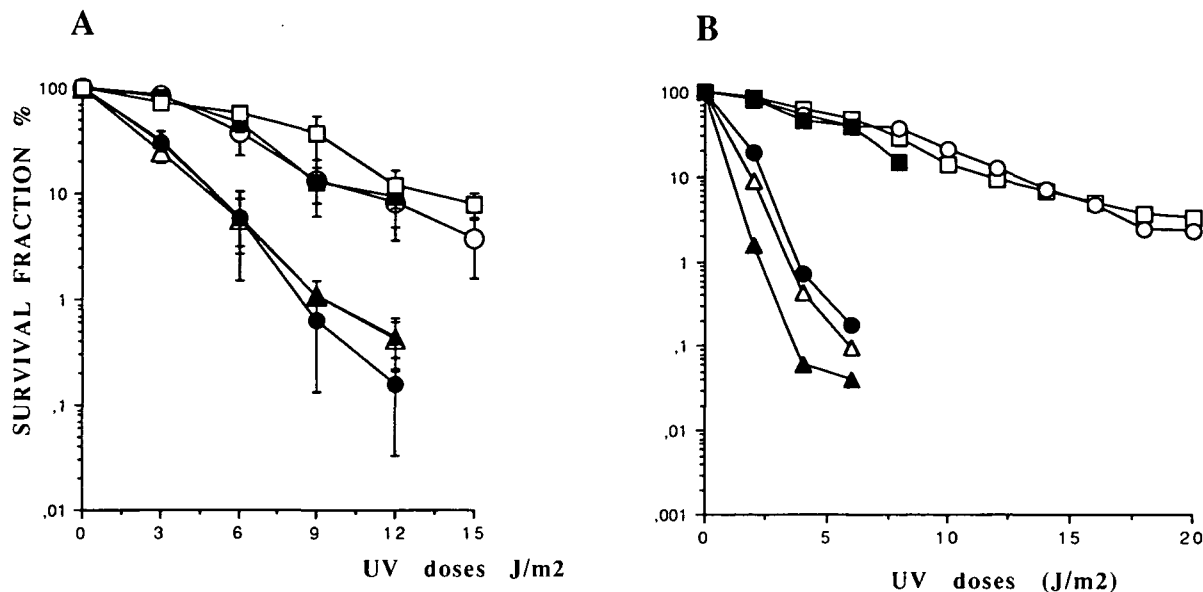 A
SURVIVAL FRACTION %
100
10
1
,1
,01
0 3 6 9 12 15
UV doses J/m2
B
100
10
1
,1
,01
,001
0 5 10 15 20
UV doses (J/m2)